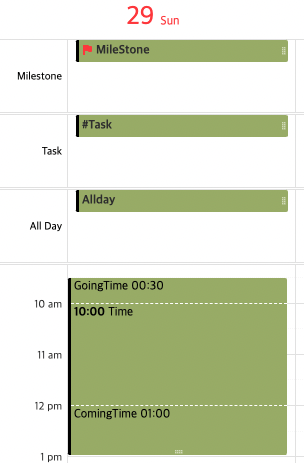 29 Sun
MileStone
Milestone
#Task
Task
Allday
All Day
GoingTime 00:30
10 am
10:00 Time
11 am
12 pm
ComingTime 01:00
1 pm